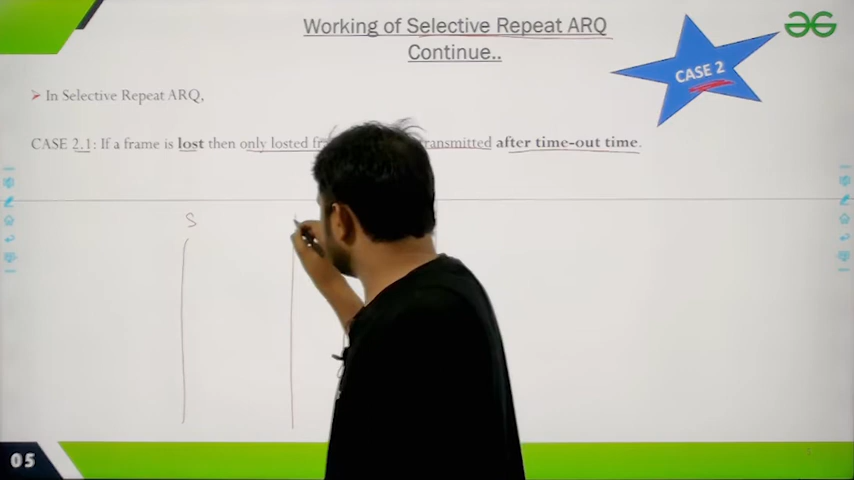 Working of Selective Repeat ARQ
Continue..
CASE 2
➤ In Selective Repeat ARQ,
CASE 2.1: If a frame is lost then only losted transmitted after time-out time.
S
05